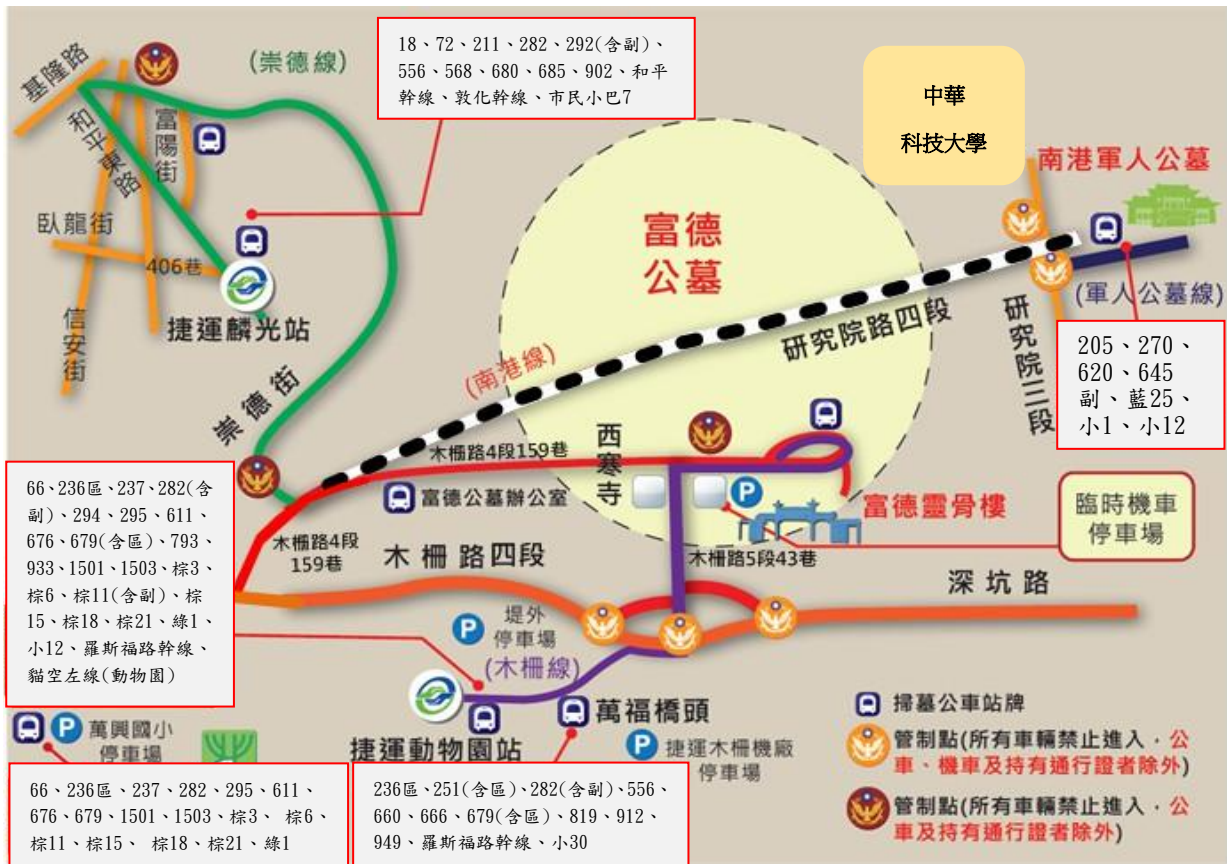 18、72、211、282、292(含副)、
556、568、680、685、902、和平
幹線、敦化幹線、市民小巴7
(崇德線)
基隆路
和平東路
富陽街
臥龍街
406巷
信安街
捷運麟光站
崇德街
中華
科技大學
南港軍人公墓
富德
公墓
(軍人公墓線)
研究院路四段
研究院三段
(南港線)
205、270、
620、645
副、藍25、
小1、小12
木柵路4段159巷
西寒寺
富德公墓辦公室
富德靈骨樓
臨時機車
停車場
66、236區、237、282(含
副)、294、295、611、
676、679(含區)、793、
933、1501、1503、棕3、
棕6、棕11(含副)、棕
15、棕18、棕21、綠1、
小12、羅斯福路幹線、
貓空左線(動物園)
木柵路4段
159巷
木柵路四段
木柵路5段43巷
深坑路
堤外
停車場
(木柵線)
捷運動物園站
萬福橋頭
捷運木柵機廠
停車場
萬興國小
停車場
66、236區、237、282、295、611、
676、679、1501、1503、棕3、 棕6、
棕11、棕15、 棕18、棕21、綠1
236區、251(含區)、282(含副)、556、
660、666、679(含區)、819、912、
949、羅斯福路幹線、小30
掃墓公車站牌
管制點(所有車輛禁止進入，公
車、機車及持有通行證者除外)
管制點(所有車輛禁止進入，公
車及持有通行證者除外)